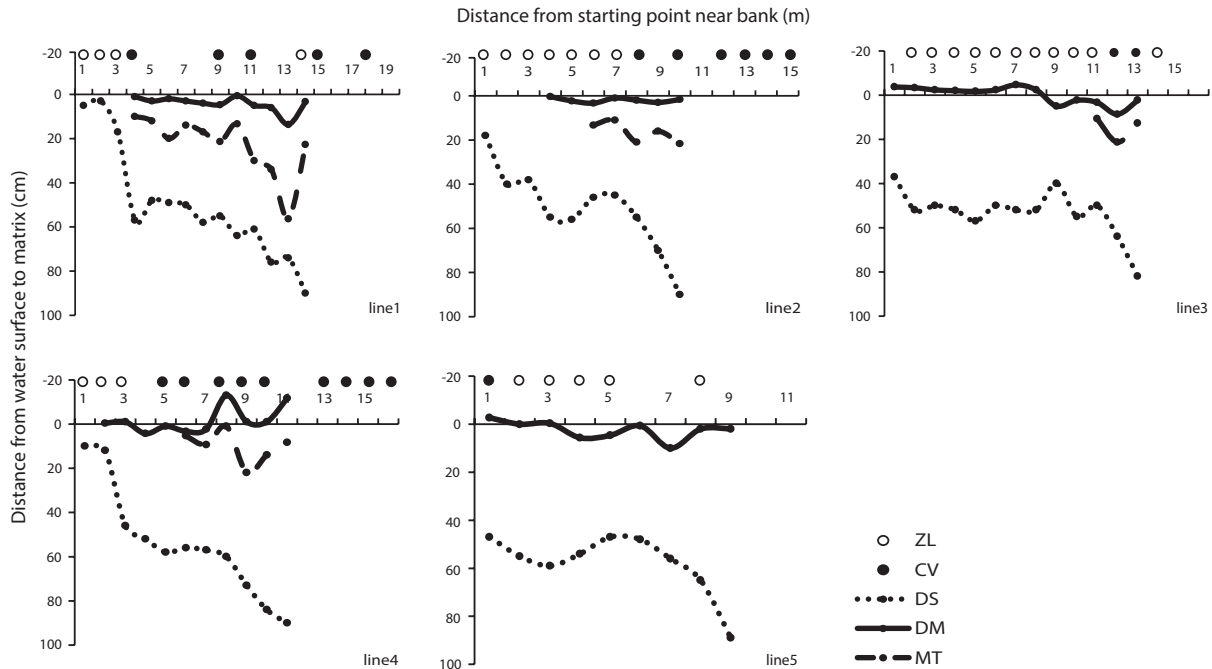 Distance from starting point near bank (m)
Distance from water surface to matrix (cm)
-20
0
20
40
60
80
100
1 3 5 7 9 11 13 15 17 19
line1
-20
0
20
40
60
80
100
1 3 5 7 9 11 13 15
line2
-20
0
20
40
60
80
100
1 3 5 7 9 11 13 15
line3
-20
0
20
40
60
80
100
1 3 5 7 9 11 13 15
line4
-20
0
20
40
60
80
100
1 3 5 7 9 11
line5
ZL
CV
DS
DM
MT